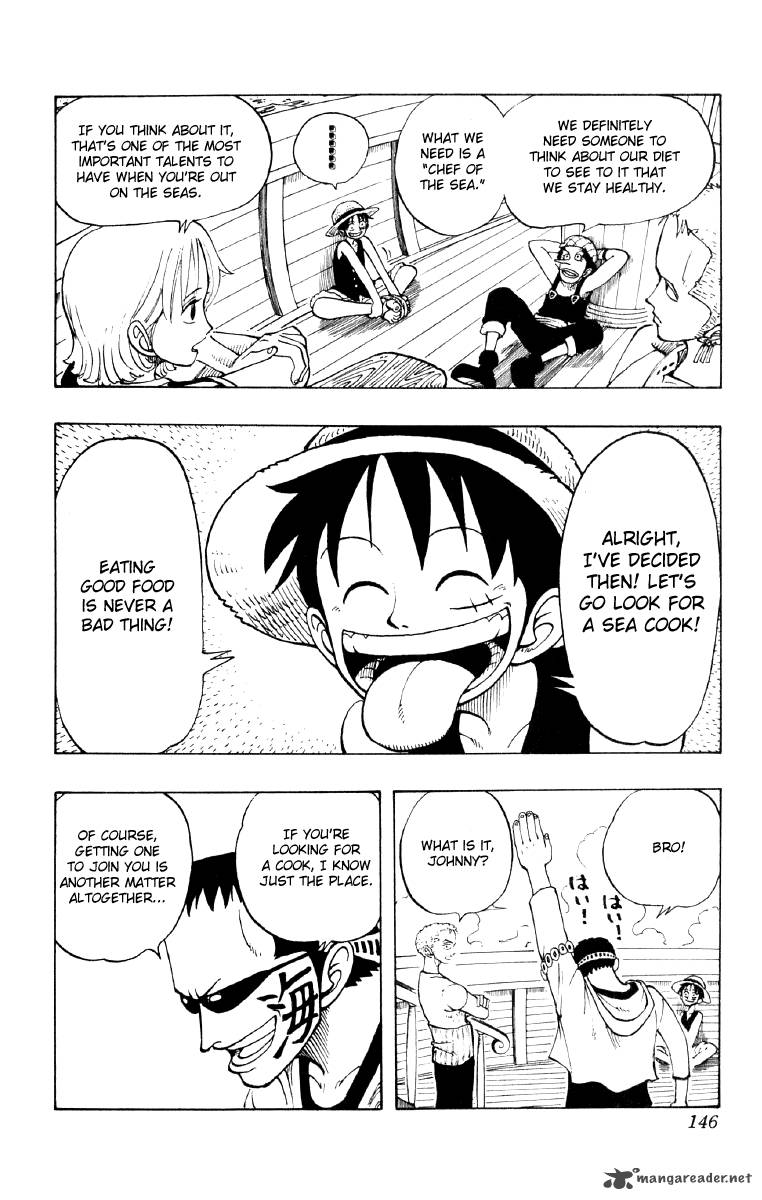 WE DEFINITELY
NEED SOMEONE TO
THINK ABOUT OUR DIET
TO SEE TO IT THAT
WE STAY HEALTHY.
WHAT WE
NEED IS A
"CHEF OF
THE SEA."
IF YOU THINK ABOUT IT,
THAT'S ONE OF THE MOST
IMPORTANT TALENTS TO
HAVE WHEN YOU'RE OUT
ON THE SEAS.
ALRIGHT,
I'VE DECIDED
THEN! LET'S
GO LOOK FOR
A SEA COOK!
EATING
GOOD FOOD
IS NEVER A
BAD THING!
BRO!
はい!
はい!
WHAT IS IT,
JOHNNY?
IF YOU'RE
LOOKING FOR
A COOK, I KNOW
JUST THE PLACE.
OF COURSE,
GETTING ONE
TO JOIN YOU IS
ANOTHER MATTER
ALTOGETHER...
海
146
mangareader.net